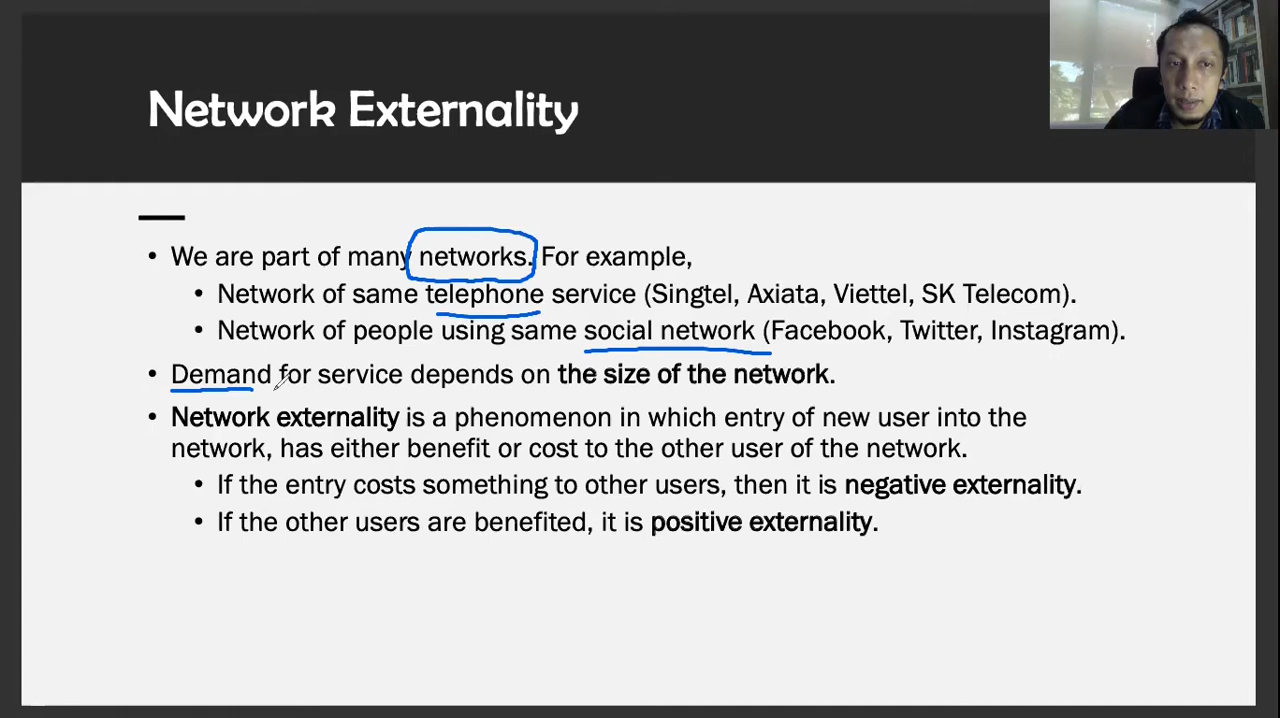 Network Externality
• We are part of many networks. For example,
• Network of same telephone service (Singtel, Axiata, Viettel, SK Telecom).
• Network of people using same social network (Facebook, Twitter, Instagram).
• Demand for service depends on the size of the network.
• Network externality is a phenomenon in which entry of new user into the
network, has either benefit or cost to the other user of the network.
• If the entry costs something to other users, then it is negative externality.
• If the other users are benefited, it is positive externality.